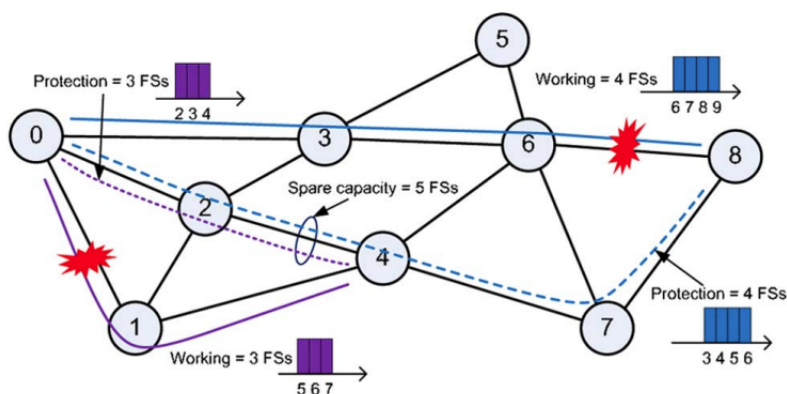 5
Protection = 3 FSs
Working = 4 FSs
2 3 4
6 7 8 9
0
3
6
8
Spare capacity = 5 FSs
2
4
Protection = 4 FSs
1
7
Working = 3 FSs
3 4 5 6
5 6 7